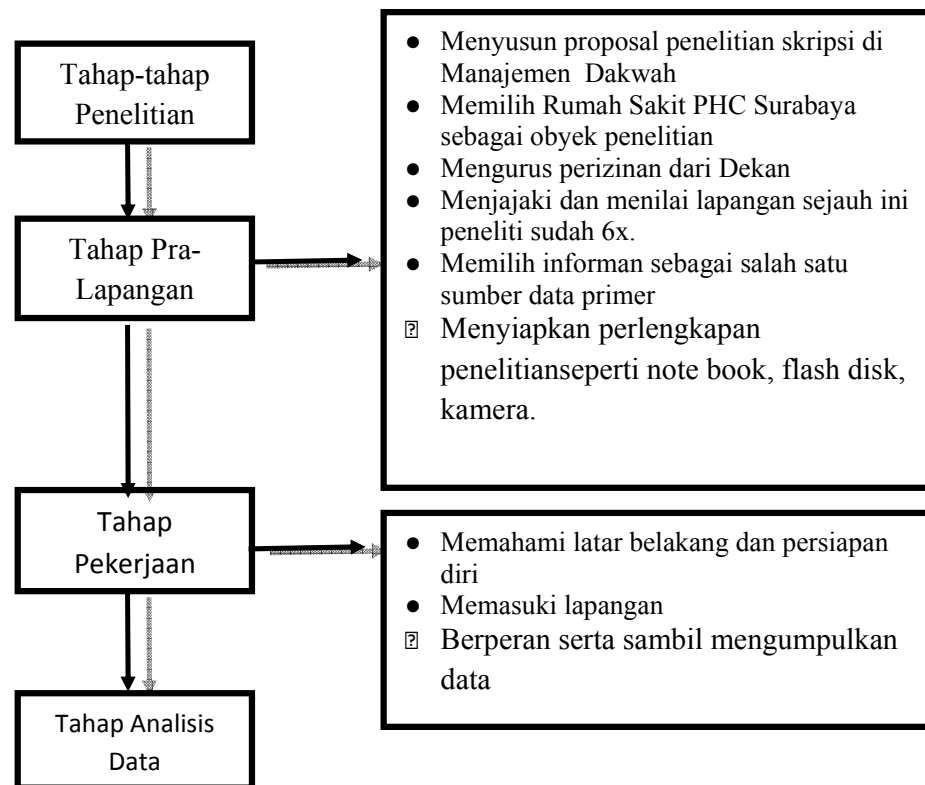 Tahap-tahap
Penelitian
Tahap Pra-
Lapangan
● Menyusun proposal penelitian skripsi di
Manajemen  Dakwah
● Memilih Rumah Sakit PHC Surabaya
sebagai obyek penelitian
● Mengurus perizinan dari Dekan
● Menjajaki dan menilai lapangan sejauh ini
peneliti sudah 6x.
● Memilih informan sebagai salah satu
sumber data primer
⍰ Menyiapkan perlengkapan
penelitianseperti note book, flash disk,
kamera.
Tahap
Pekerjaan
● Memahami latar belakang dan persiapan
diri
● Memasuki lapangan
⍰ Berperan serta sambil mengumpulkan
data
Tahap Analisis
Data